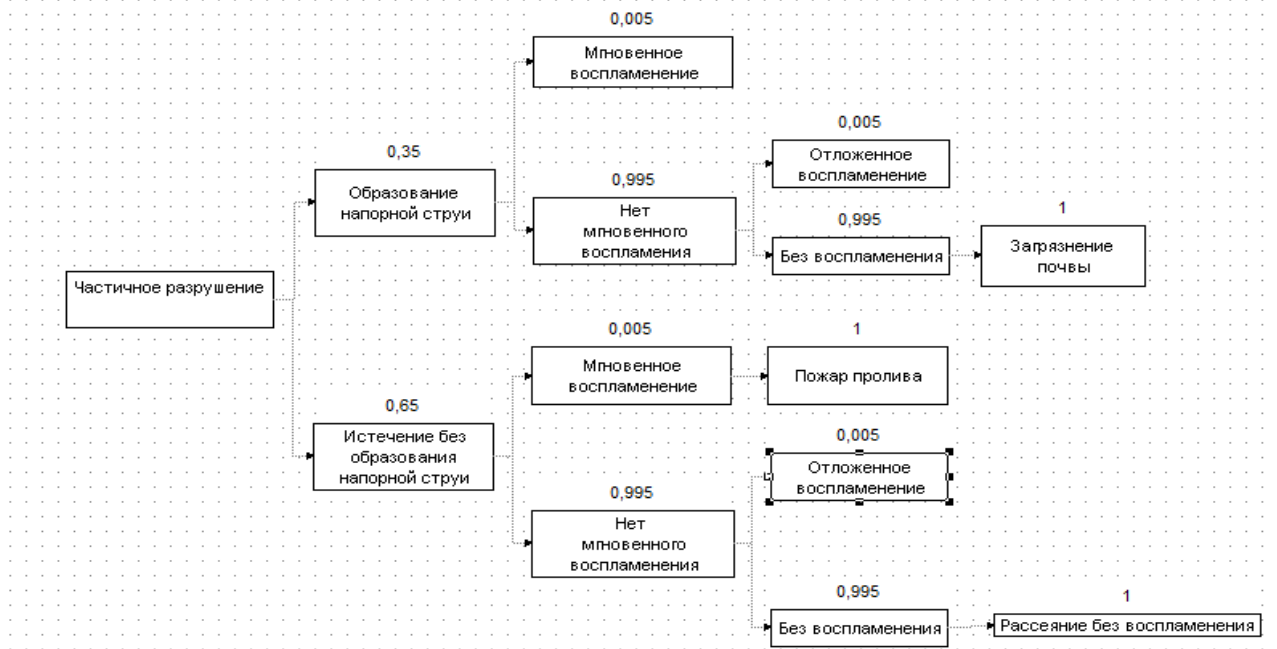 0,005
Мгновенное
воспламенение
0,35
Образование
напорной струи
0,995
Нет
мгновенного
воспламения
0,005
Отложенное
воспламенение
0,995
Без воспламенения
1
Загрязнение
почвы
Частичное разрушение
0,65
Истечение без
образования
напорной струи
0,005
Мгновенное
воспламенение
1
Пожар пролива
0,995
Нет
мгновенного
воспламенения
0,005
Отложенное
воспламенение
0,995
Без воспламенения
1
Рассеяние без воспламенения